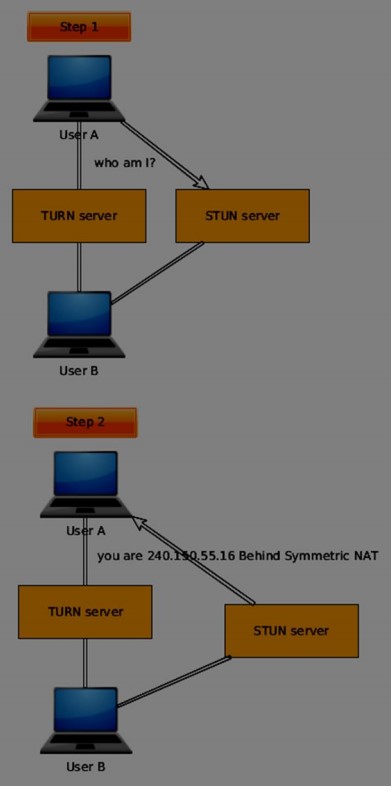 Step 1
User A
who am I?
TURN server
STUN server
User B
Step 2
User A
you are 240.150.55.16 Behind Symmetric NAT
TURN server
STUN server
User B